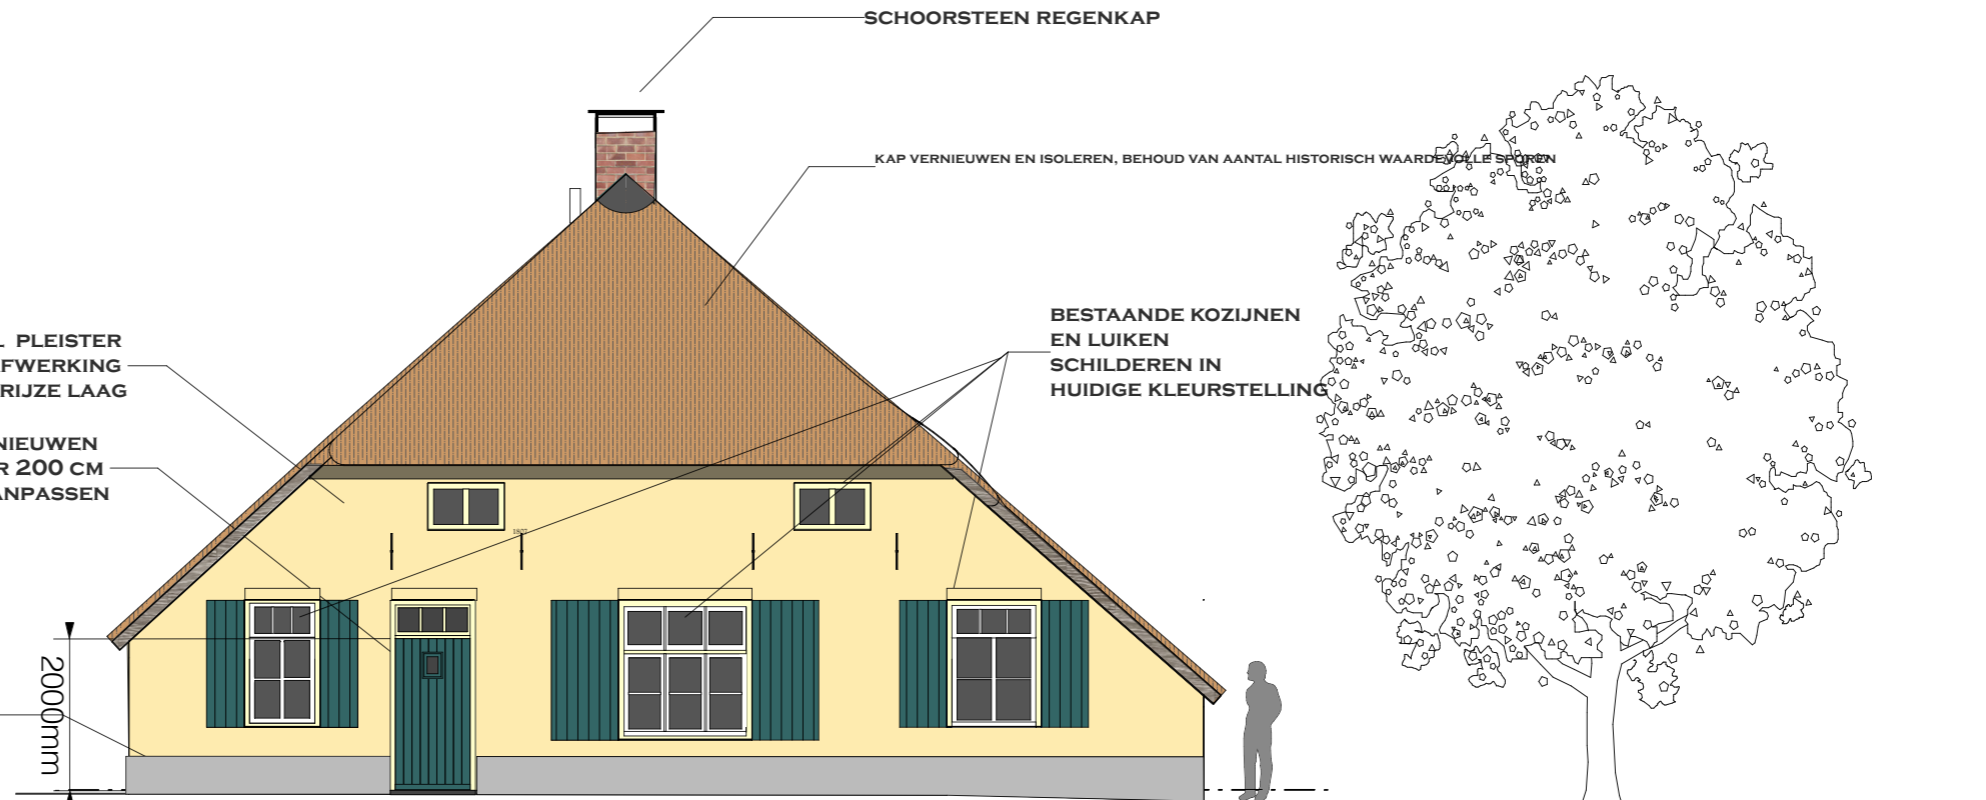 SCHOORSTEEN REGENKAP
KAP VERNIEUWEN EN ISOLEREN, BEHOUD VAN AANTAL HISTORISCH WAARDEVOLLE SPOREN
BESTAANDE KOZIJNEN
EN LUIKEN
SCHILDEREN IN
HUIDIGE KLEURSTELLING
L PLEISTER
FWERKING
RIJZE LAAG
NIEUWEN
R 200 CM
ANPASSEN
2000mm